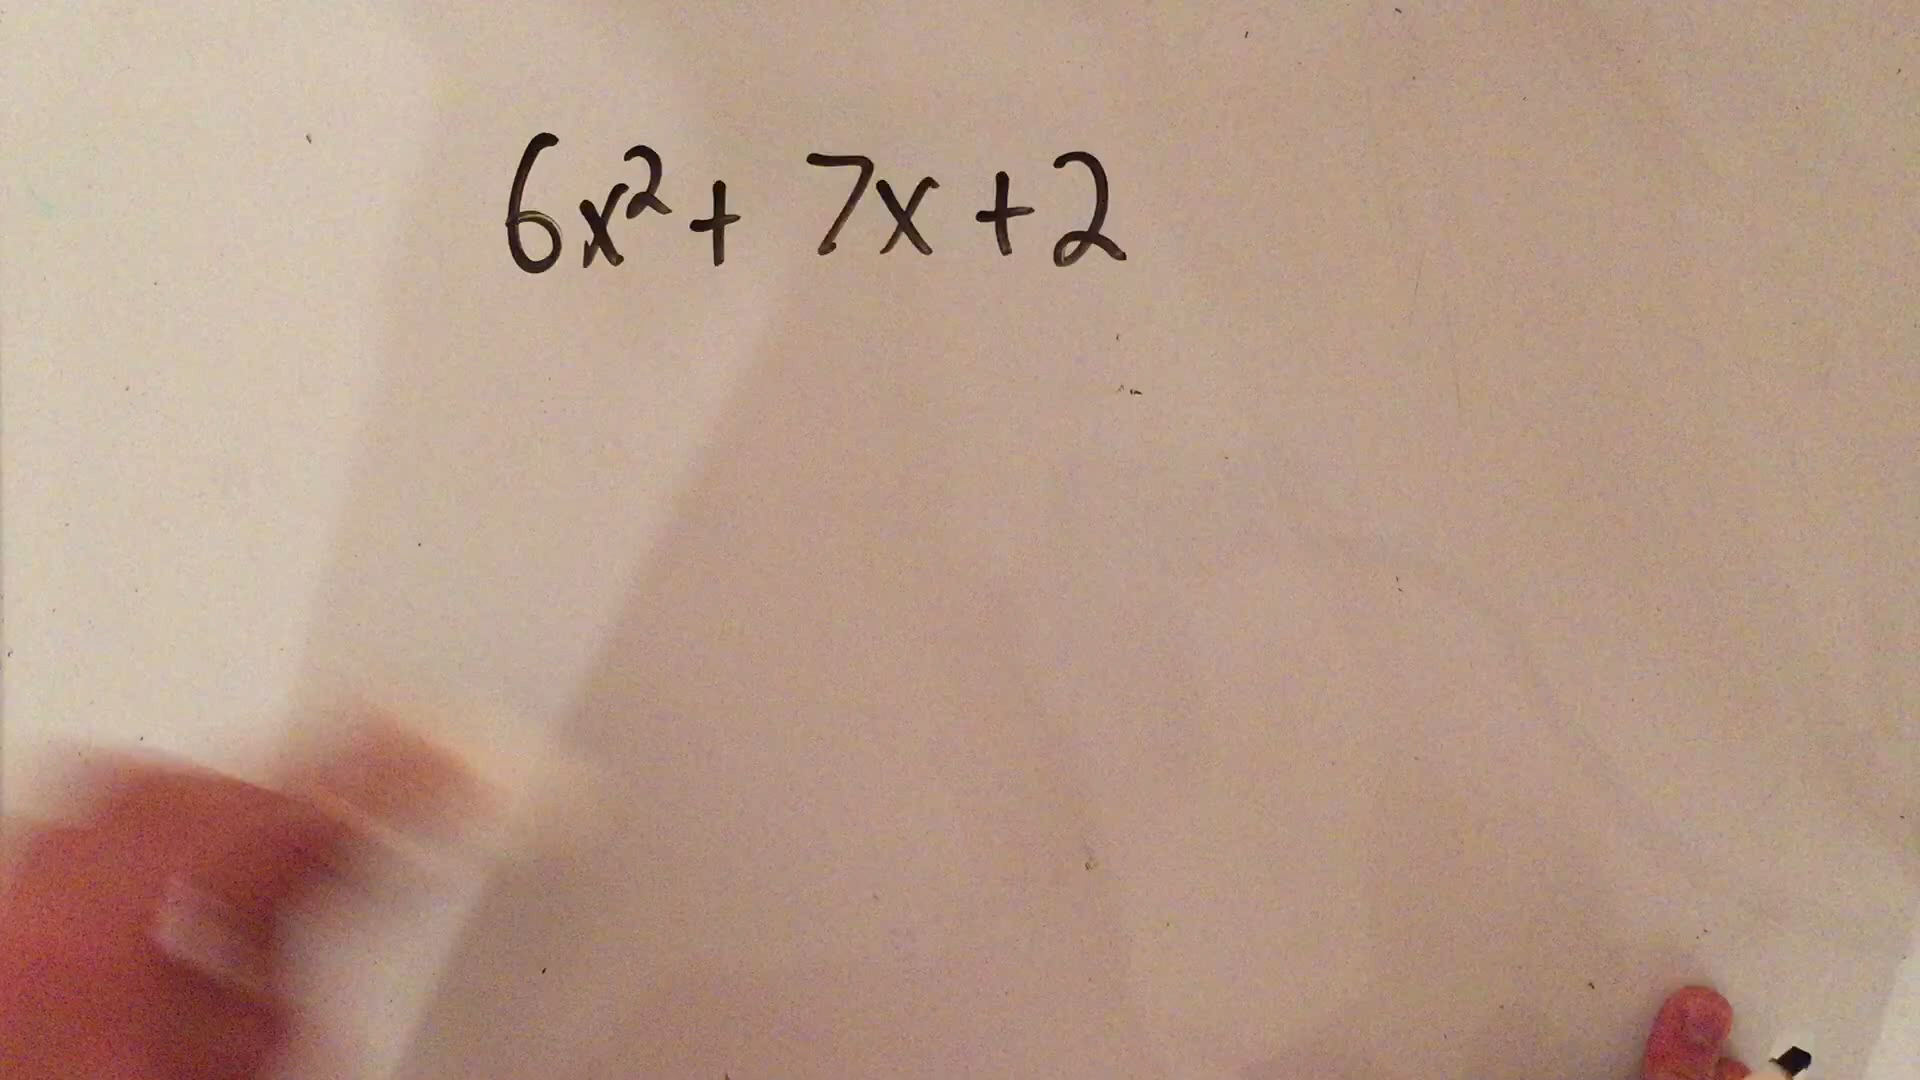 6x² + 7x + 2